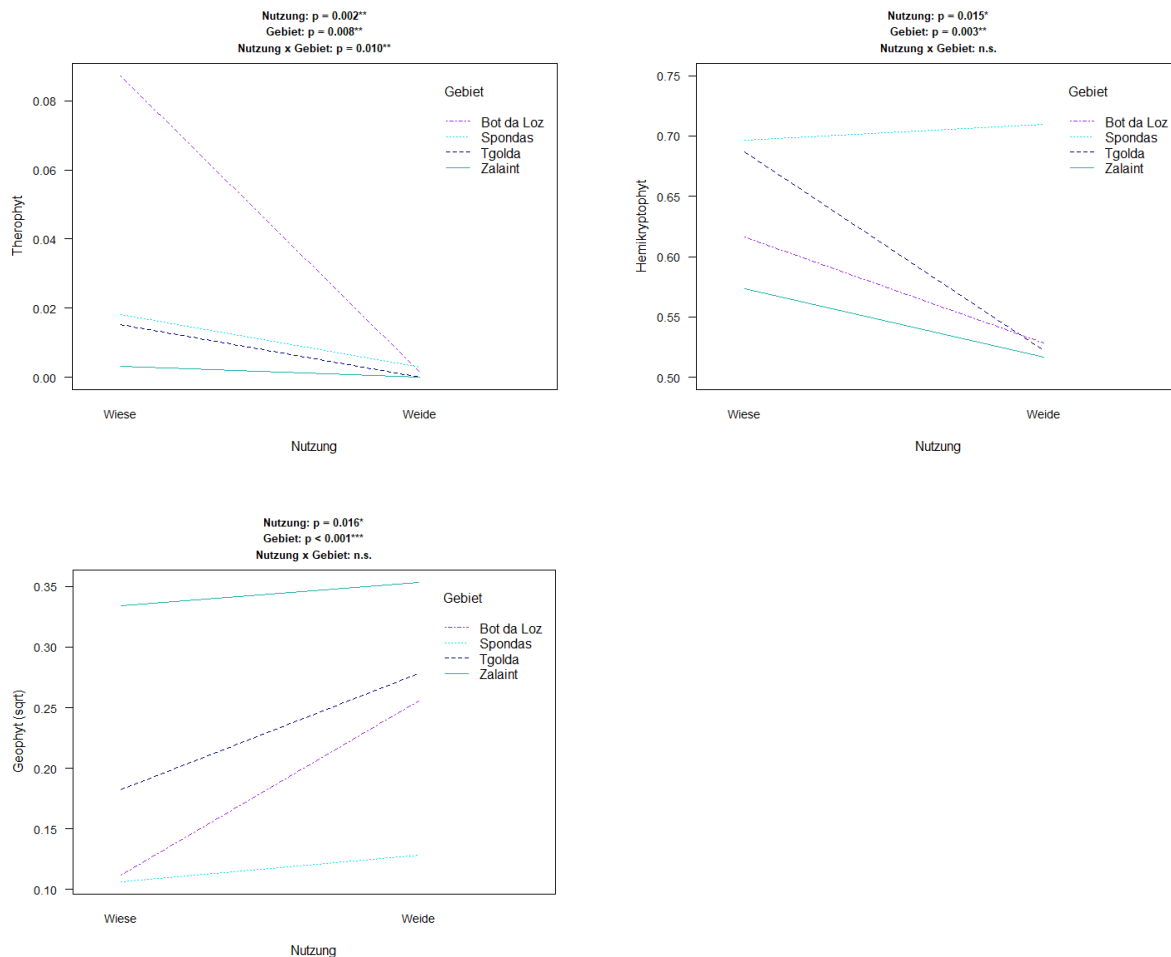 Nutzung: p = 0.002**
Gebiet: p = 0.008**
Nutzung x Gebiet: p = 0.010**
Therophyt
0.08
0.06
0.04
0.02
0.00
Gebiet
Bot da Loz
Spondas
Tgolda
Zalaint
Wiese
Weide
Nutzung
Nutzung: p = 0.015*
Gebiet: p = 0.003**
Nutzung x Gebiet: n.s.
Hemikryptophyt
0.75
0.70
0.65
0.60
0.55
0.50
Gebiet
Bot da Loz
Spondas
Tgolda
Zalaint
Wiese
Weide
Nutzung
Nutzung: p = 0.016*
Gebiet: p < 0.001***
Nutzung x Gebiet: n.s.
Geophyt (sqrt)
0.35
0.30
0.25
0.20
0.15
0.10
Gebiet
Bot da Loz
Spondas
Tgolda
Zalaint
Wiese
Weide
Nutzung